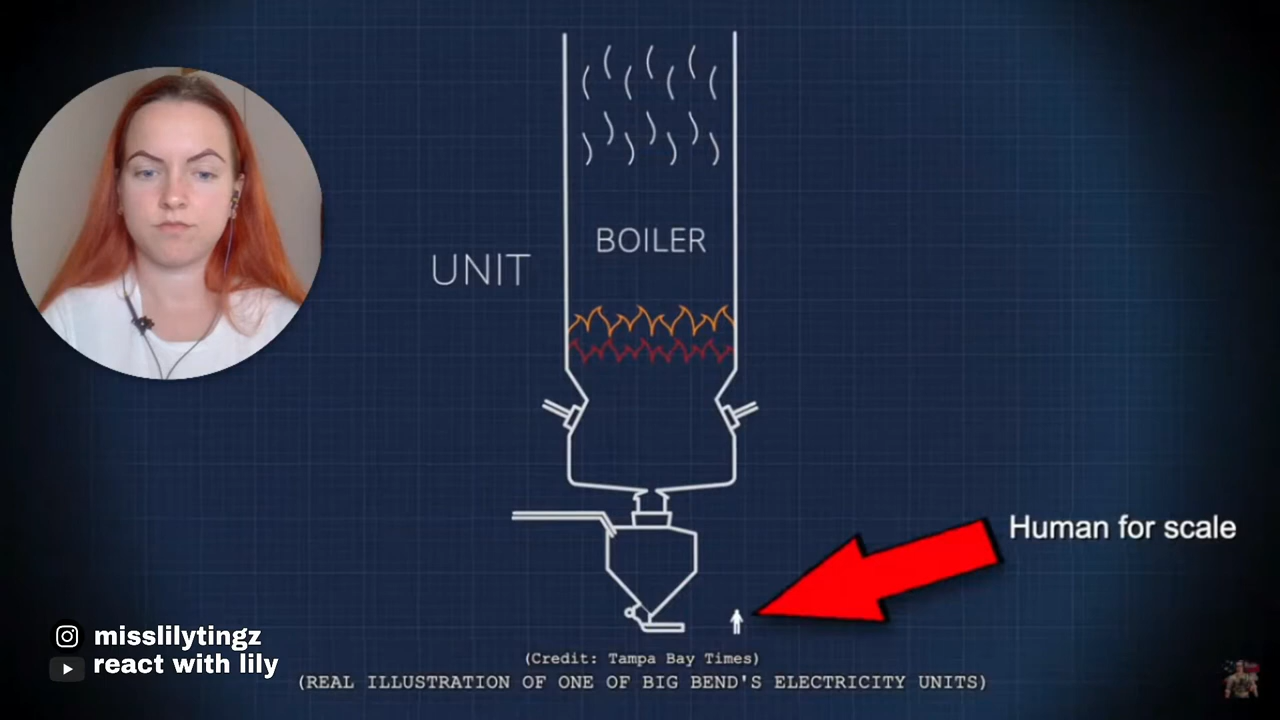 BOILER
UNIT
Human for scale
misslilytingz
react with lily
(Credit: Tampa Bay Times)
(REAL ILLUSTRATION OF ONE OF BIG BEND'S ELECTRICITY UNITS)